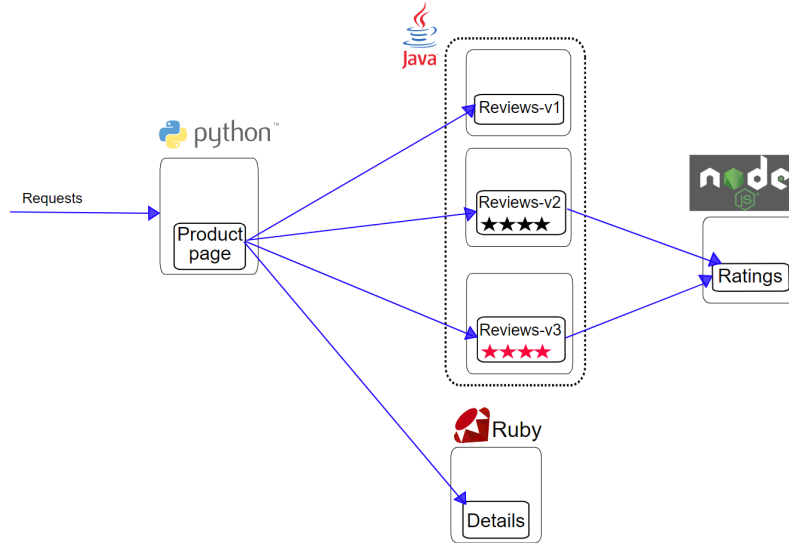 Java
Reviews-v1
python™
Requests
Reviews-v2
Product
page
node
JS
Ratings
Reviews-v3
Ruby
Details